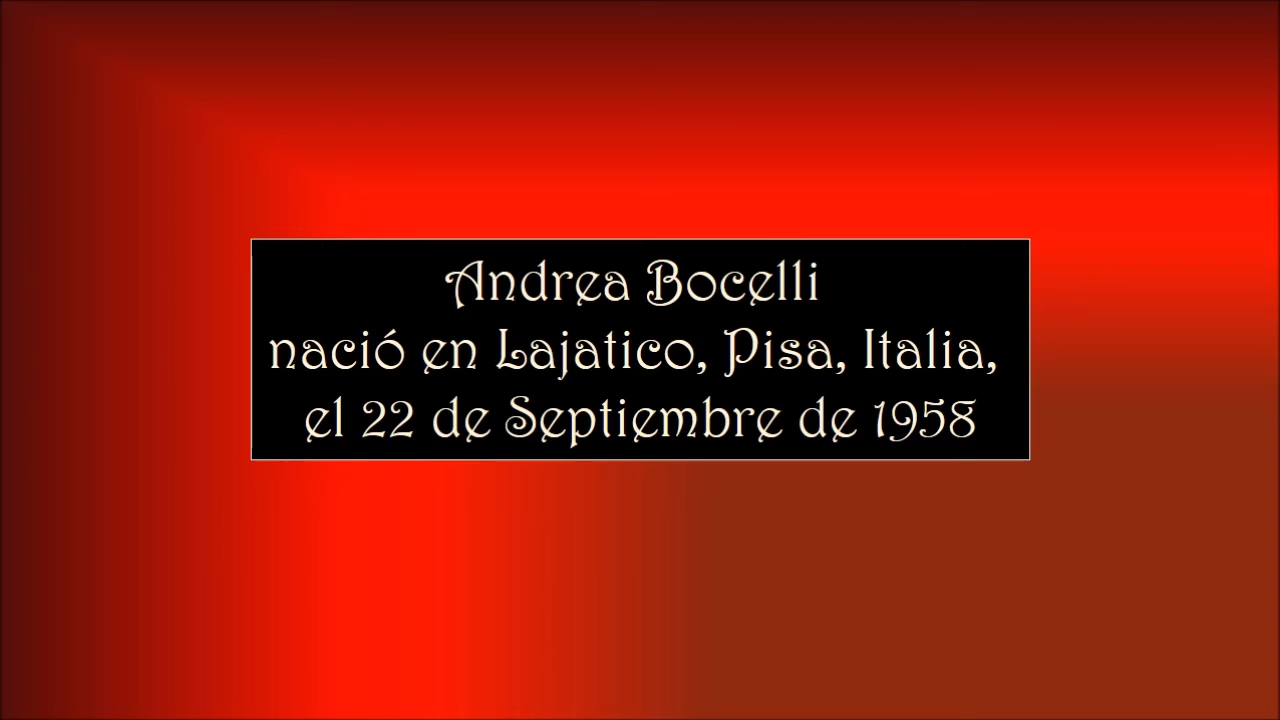 Andrea Bocelli
nació en Lajatico, Pisa, Italia,
el 22 de Septiembre de 1958